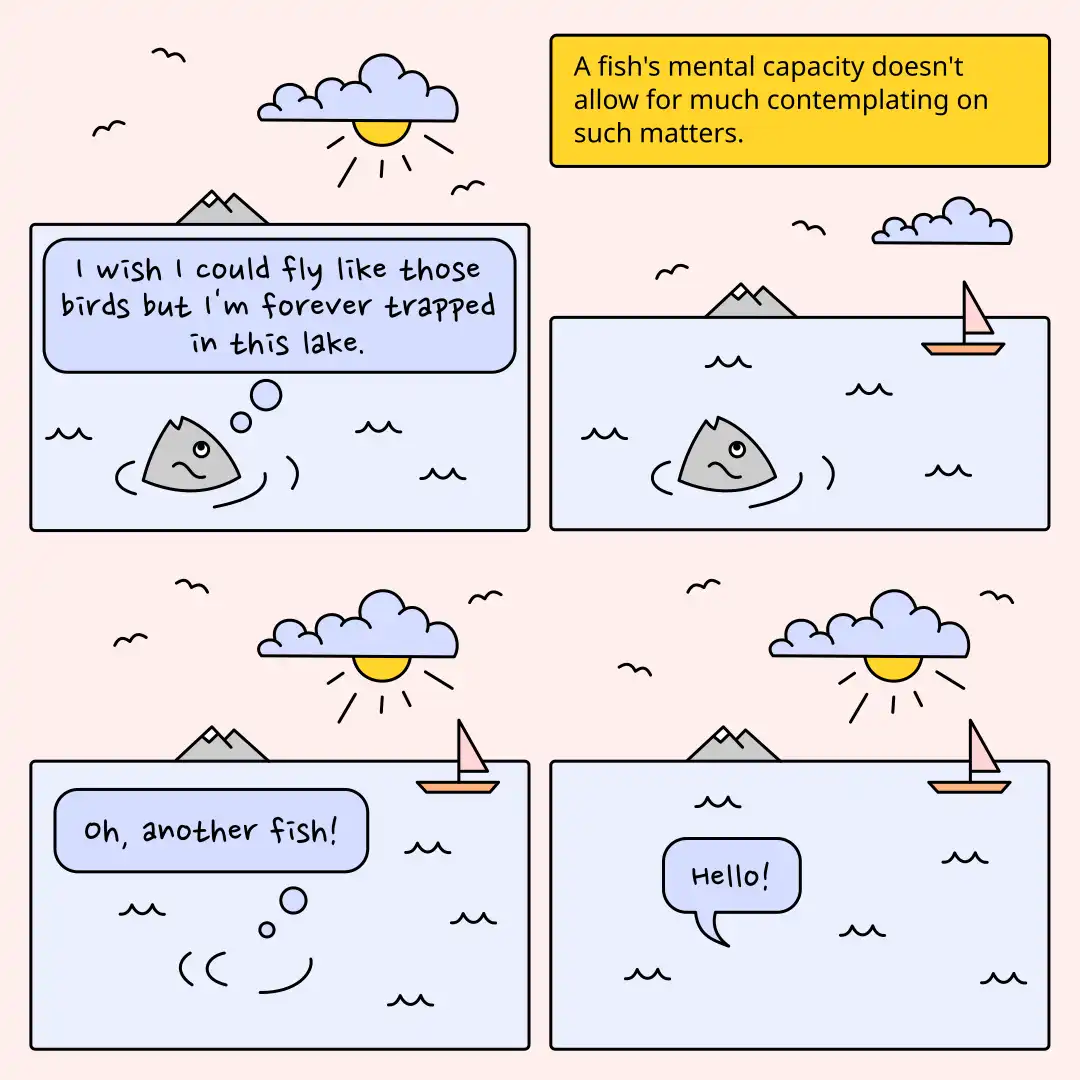 I wish I could fly like those
birds but I'm forever trapped
in this lake.
A fish's mental capacity doesn't
allow for much contemplating on
such matters.
Oh, another fish!
Hello!